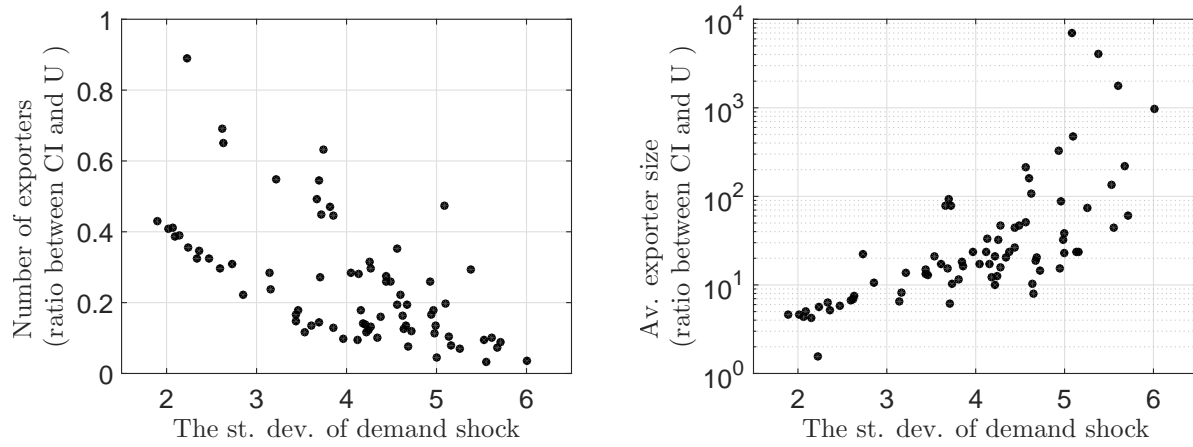 Number of exporters
(ratio between CI and U )
1
0.8
0.6
0.4
0.2
0
2 3 4 5 6
The st. dev. of demand shock
Av. exporter size
(ratio between CI and U )
10^4
10^3
10^2
10^1
10^0
2 3 4 5 6
The st. dev. of demand shock